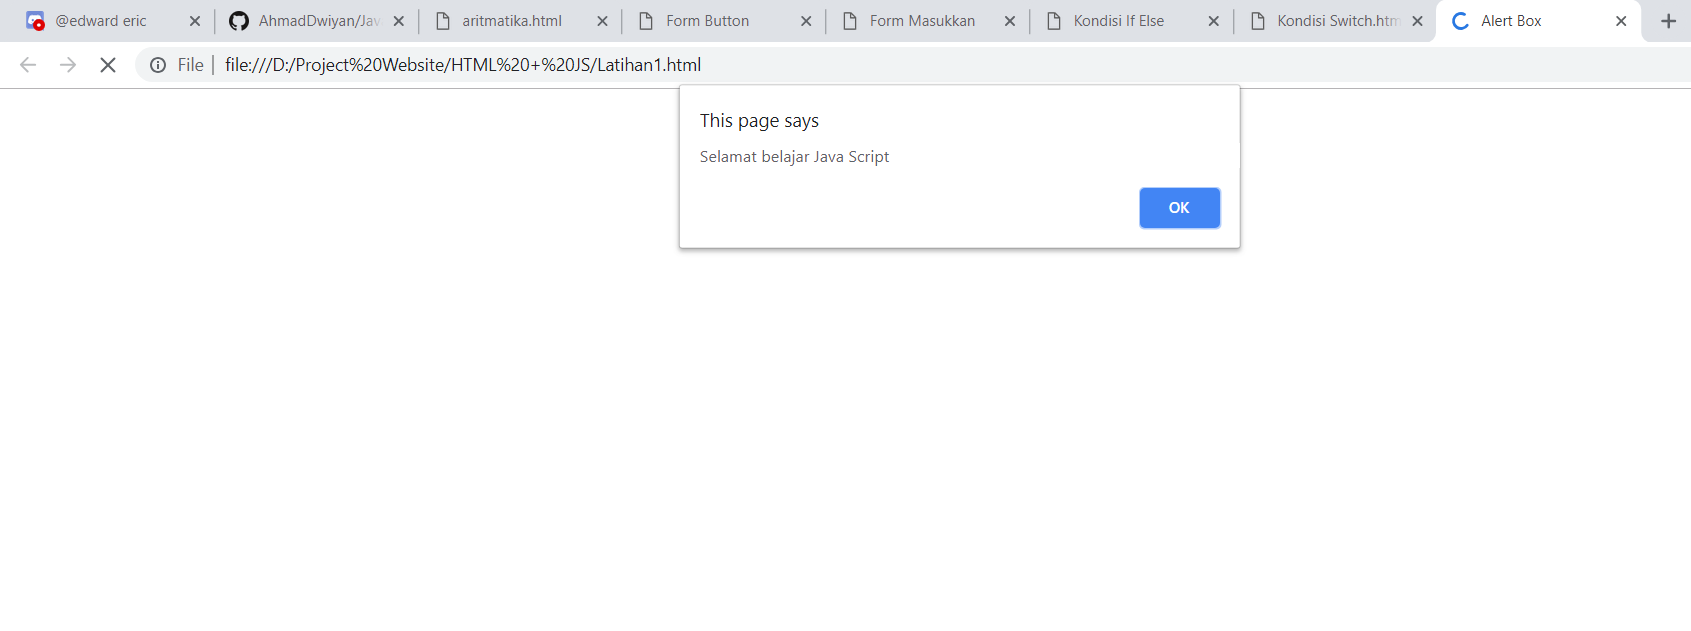 @edward eric
AhmadDwiyan/Jav
aritmatika.html
Form Button
Form Masukkan
Kondisi If Else
Kondisi Switch.htm
Alert Box
File
file:///D:/Project%20Website/HTML%20+%20JS/Latihan1.html
This page says
Selamat belajar Java Script
OK